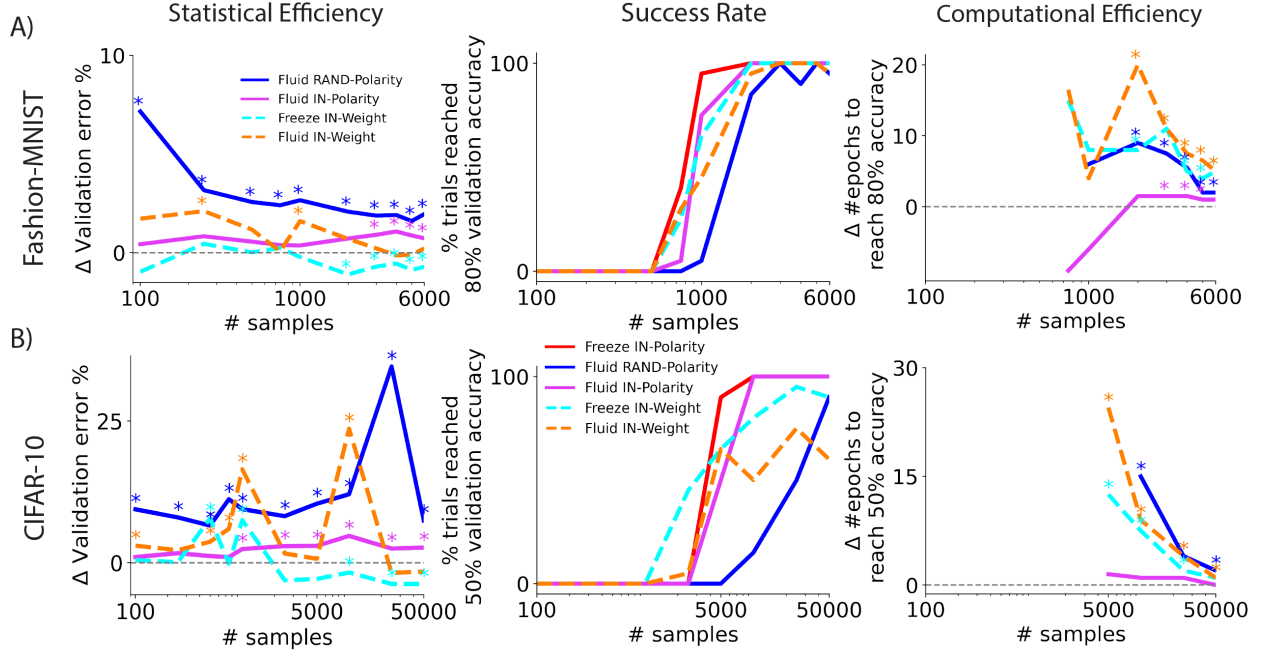 A)
Statistical Efficiency
Success Rate
Computational Efficiency
Fashion-MNIST
Δ Validation error %
10
0
Fluid RAND-Polarity
Fluid IN-Polarity
Freeze IN-Weight
Fluid IN-Weight
100
1000
6000
# samples
% trials reached
80% validation accuracy
100
0
100
1000
6000
# samples
Δ #epochs to
reach 80% accuracy
20
10
0
100
1000
6000
# samples
B)
CIFAR-10
Δ Validation error %
25
0
100
5000
50000
# samples
% trials reached
50% validation accuracy
100
0
Freeze IN-Polarity
Fluid RAND-Polarity
Fluid IN-Polarity
Freeze IN-Weight
Fluid IN-Weight
100
5000
50000
# samples
Δ #epochs to
reach 50% accuracy
30
15
0
100
5000
50000
# samples